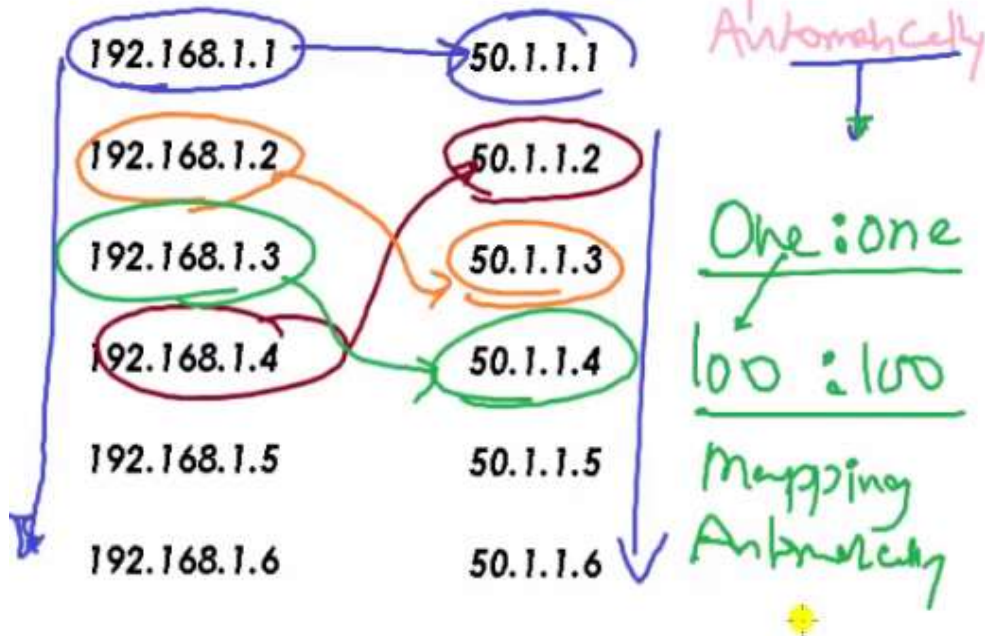 192.168.1.1 50.1.1.1
192.168.1.2 50.1.1.2
192.168.1.3 50.1.1.3
192.168.1.4 50.1.1.4
192.168.1.5 50.1.1.5
192.168.1.6 50.1.1.6
Automatically
One : one
100 : 100
Mapping
Automatically